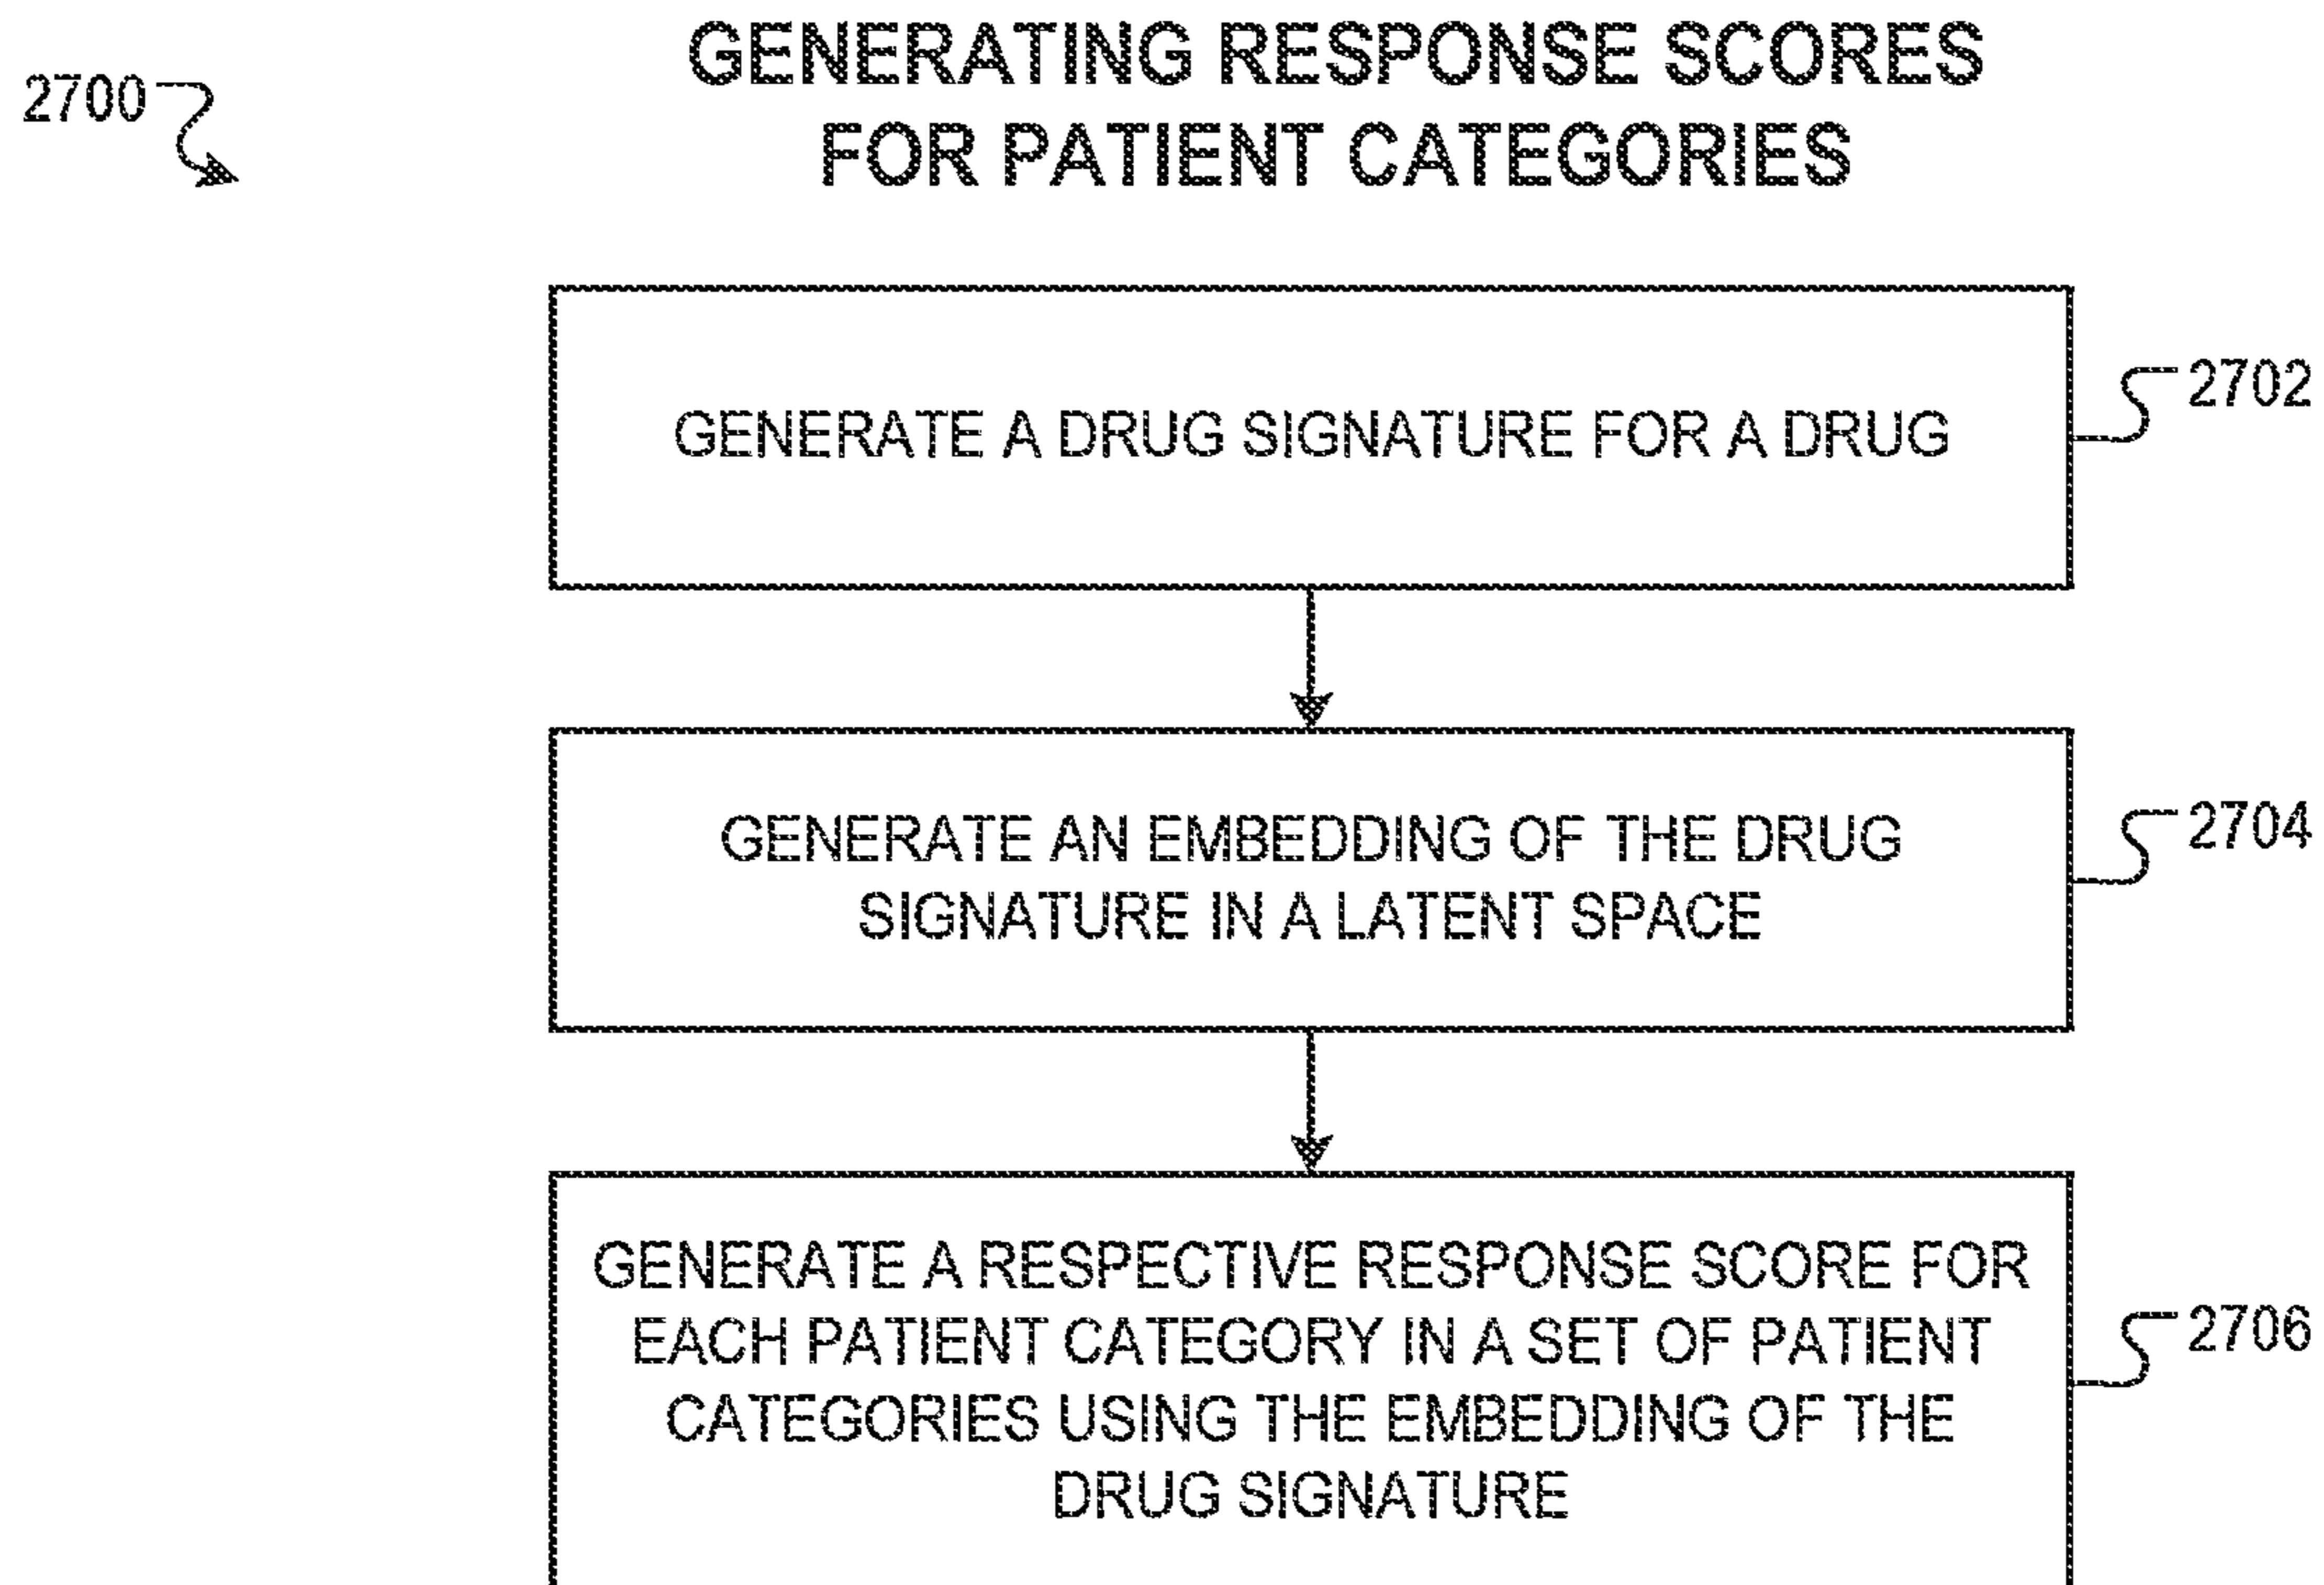 2700
GENERATING RESPONSE SCORES
FOR PATIENT CATEGORIES
GENERATE A DRUG SIGNATURE FOR A DRUG
2702
GENERATE AN EMBEDDING OF THE DRUG
SIGNATURE IN A LATENT SPACE
2704
GENERATE A RESPECTIVE RESPONSE SCORE FOR
EACH PATIENT CATEGORY IN A SET OF PATIENT
CATEGORIES USING THE EMBEDDING OF THE
DRUG SIGNATURE
2706